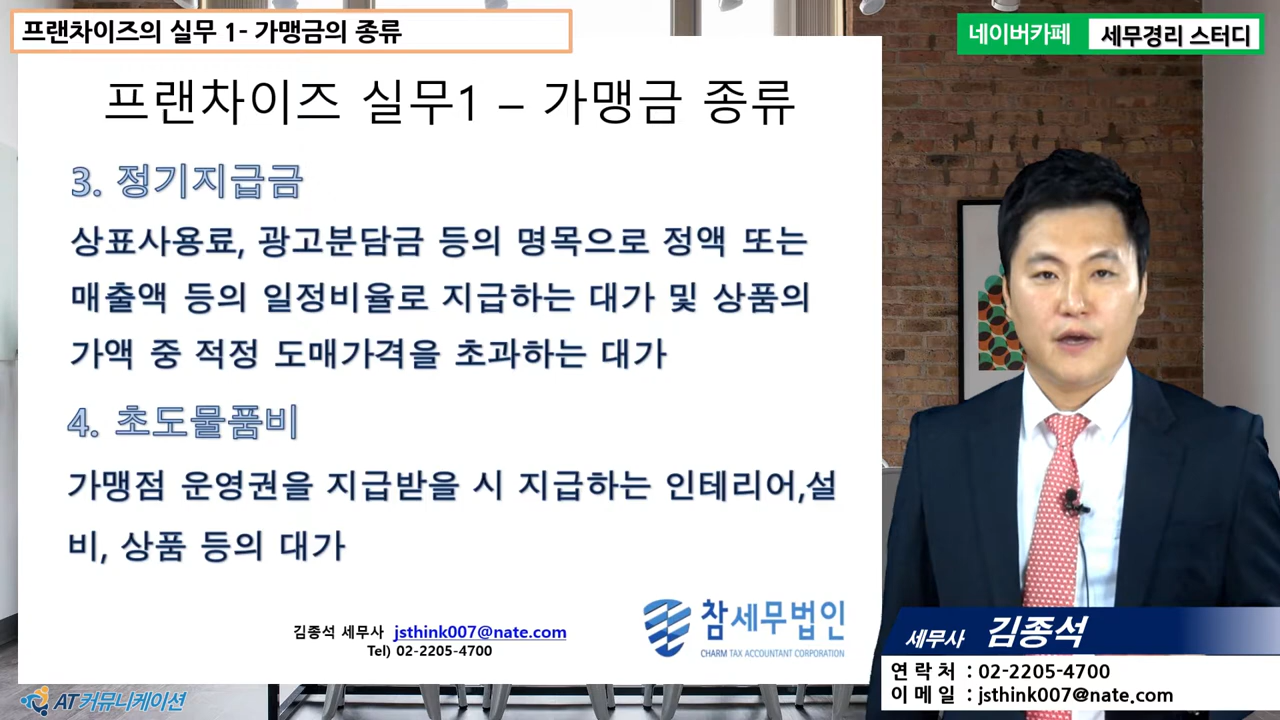 프랜차이즈의 실무 1- 가맹금의 종류
네이버카페 세무경리 스터디
프랜차이즈 실무1 – 가맹금 종류
3. 정기지급금
상표사용료, 광고분담금 등의 명목으로 정액 또는
매출액 등의 일정비율로 지급하는 대가 및 상품의
가액 중 적정 도매가격을 초과하는 대가
4. 초도물품비
가맹점 운영권을 지급받을 시 지급하는 인테리어,설
비, 상품 등의 대가
김종석 세무사 jsthink007@nate.com
Tel) 02-2205-4700
참세무법인
CHARM TAX ACCOUNTANT CORPORATION
세무사 김종석
연락처 : 02-2205-4700
이메일 : jsthink007@nate.com
AT커뮤니케이션